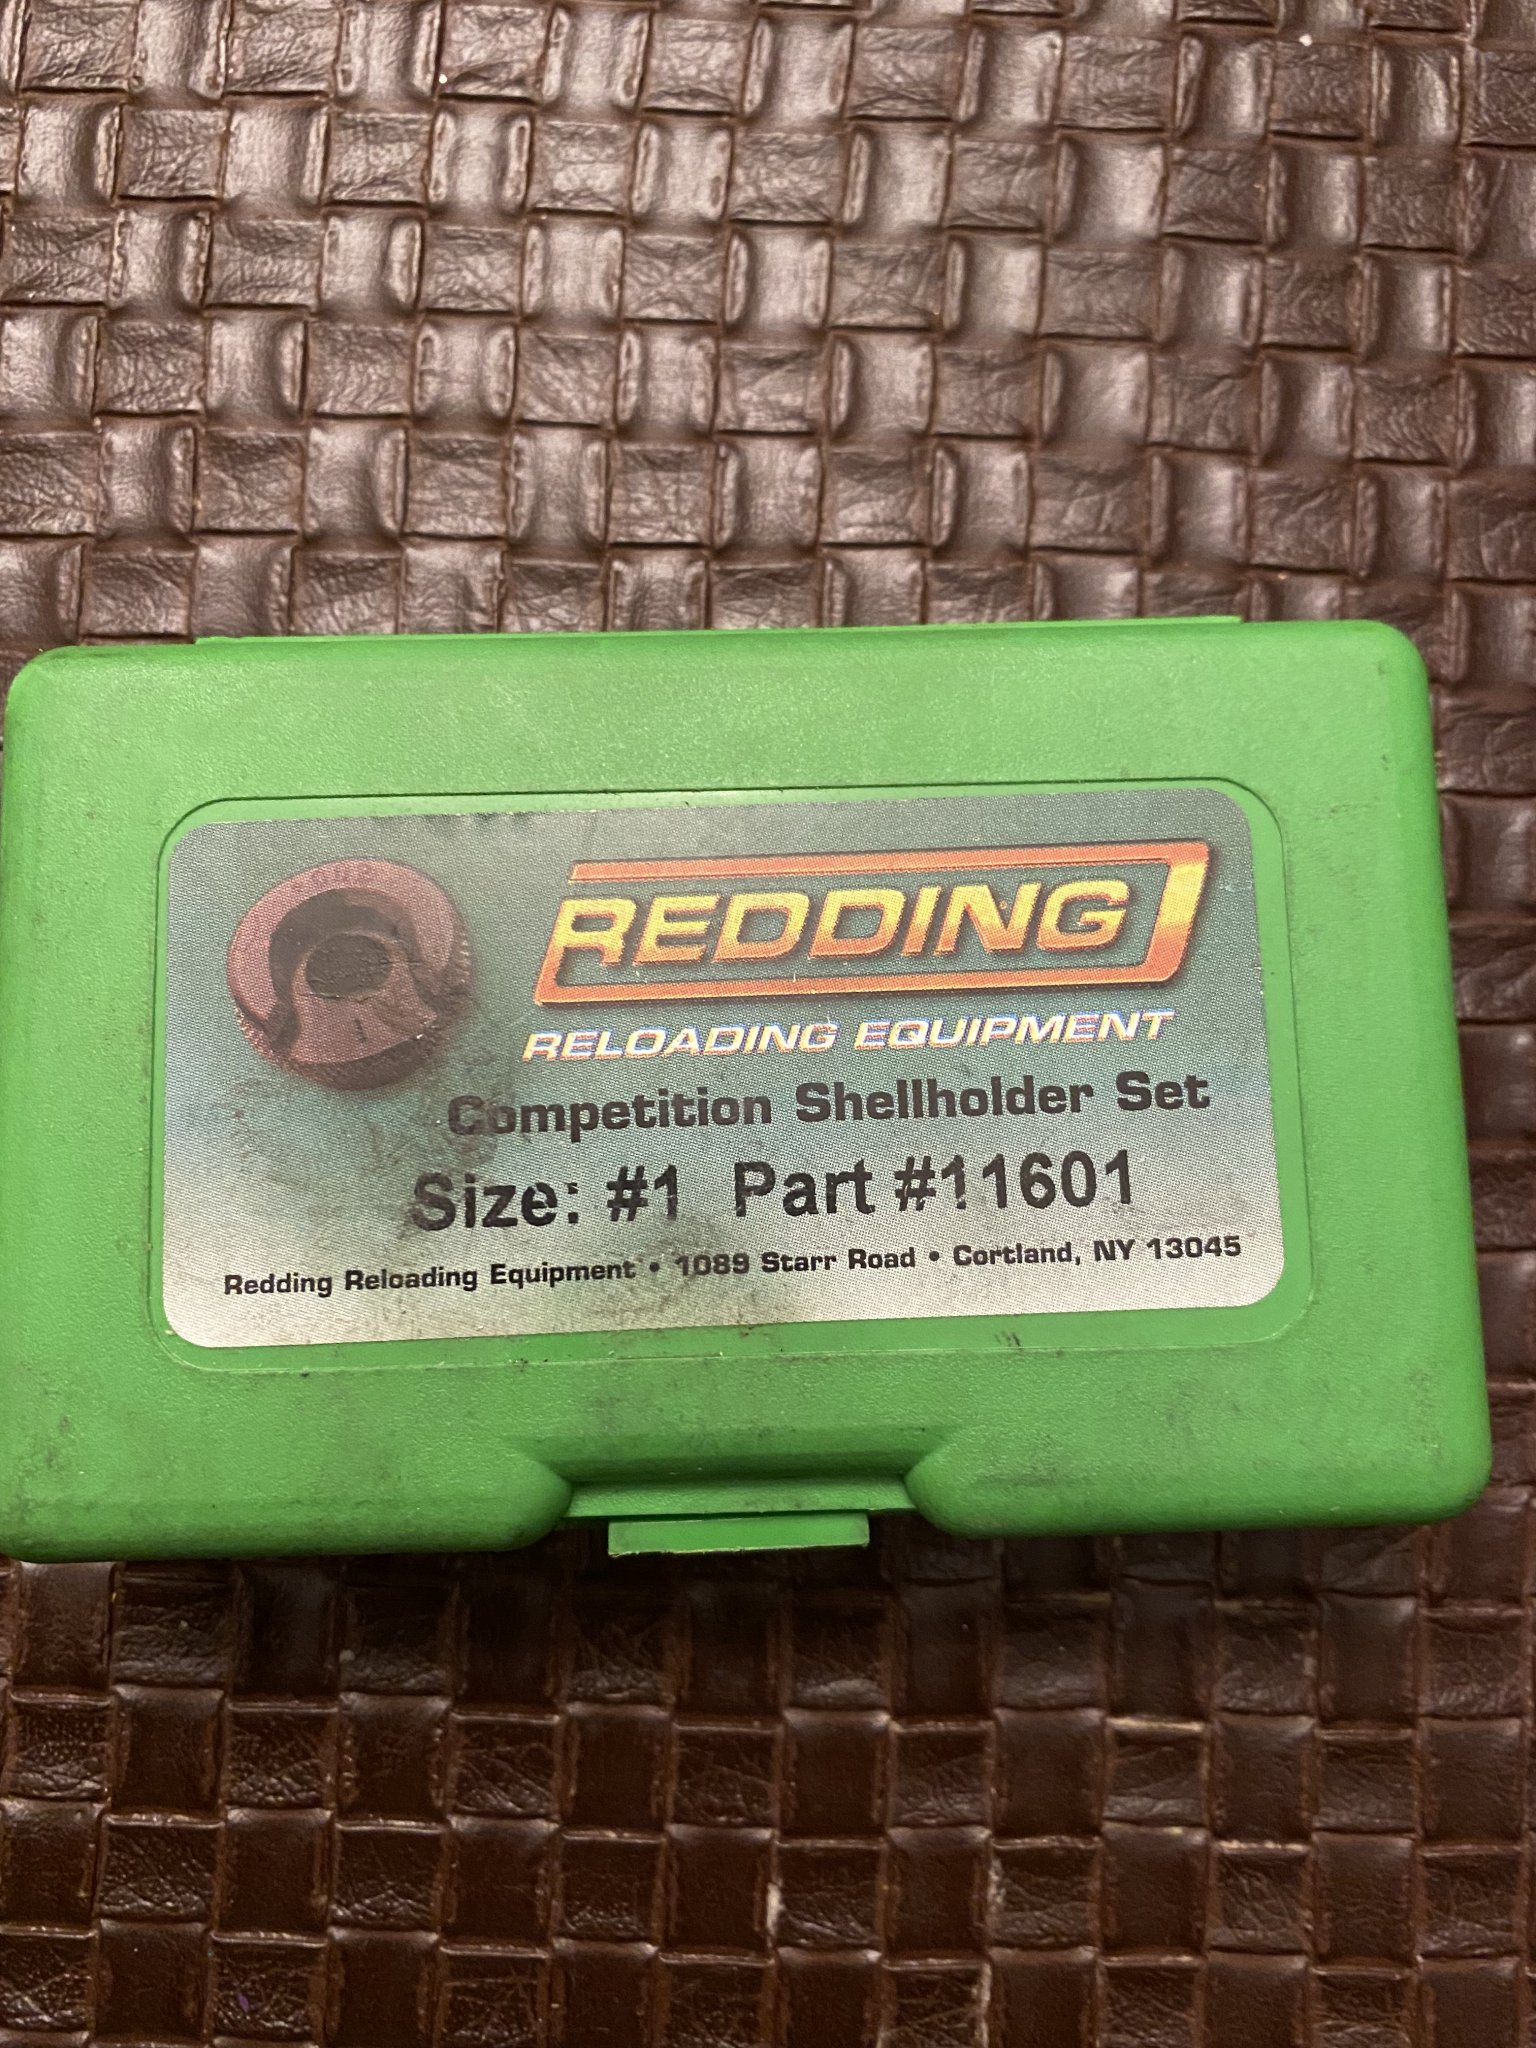 REDDING
RELOADING EQUIPMENT
Competition Shellholder Set
Size: #1 Part #11601
Redding Reloading Equipment • 1089 Starr Road • Cortland, NY 13045
1